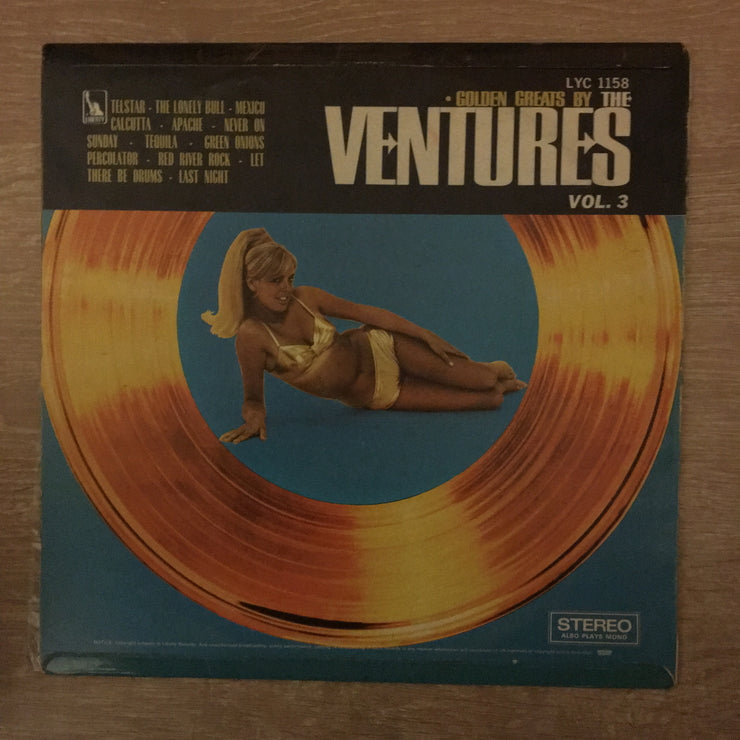 LYC 1158
• GOLDEN GREATS BY THE
VENTURES
VOL. 3
LIBERTY
TELSTAR - THE LONELY BULL - MEXICO
CALCUTTA - APACHE - NEVER ON
SUNDAY - TEQUILA - GREEN ONIONS
PERCOLATOR - RED RIVER ROCK - LET
THERE BE DRUMS - LAST NIGHT
STEREO
ALSO PLAYS MONO